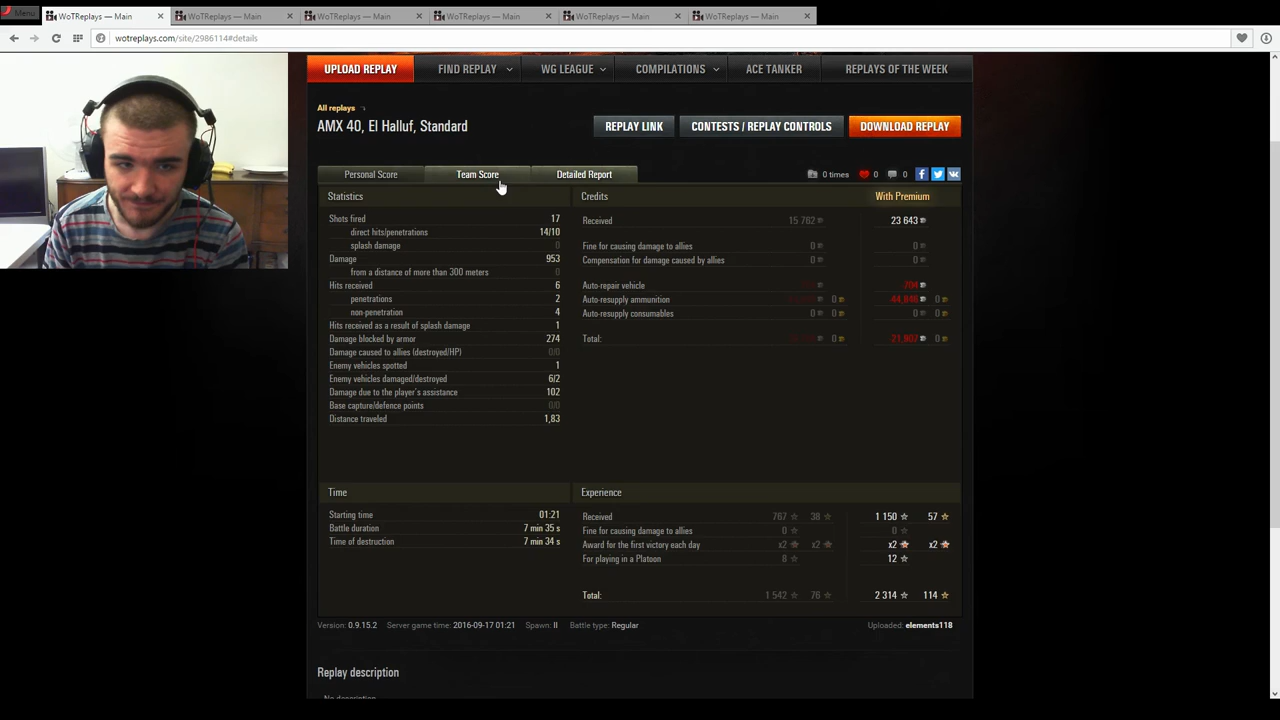 Menu
WoTReplays — Main
WoTReplays — Main
WoTReplays — Main
WoTReplays — Main
WoTReplays — Main
WoTReplays — Main
wotreplays.com/site/2986114#details
UPLOAD REPLAY FIND REPLAY WG LEAGUE COMPILATIONS ACE TANKER REPLAYS OF THE WEEK
All replays
AMX 40, El Halluf, Standard
REPLAY LINK CONTESTS / REPLAY CONTROLS DOWNLOAD REPLAY
Personal Score Team Score Detailed Report 0 times 0 0
Statistics
Shots fired 17
direct hits/penetrations 14/10
splash damage 0
Damage 953
from a distance of more than 300 meters 0
Hits received 6
penetrations 2
non-penetration 4
Hits received as a result of splash damage 1
Damage blocked by armor 274
Damage caused to allies (destroyed/HP) 0/0
Enemy vehicles spotted 1
Enemy vehicles damaged/destroyed 6/2
Damage due to the player's assistance 102
Base capture/defence points 0/0
Distance traveled 1,83
Credits With Premium
Received 15 762 23 643
Fine for causing damage to allies 0 0
Compensation for damage caused by allies 0 0
Auto-repair vehicle
Auto-resupply ammunition 0 0
Auto-resupply consumables 0 0 0 0
Total: 0 0
Time
Starting time 01:21
Battle duration 7 min 35 s
Time of destruction 7 min 34 s
Experience
Received 767 38 1 150 57
Fine for causing damage to allies 0 0
Award for the first victory each day x2 x2 x2 x2
For playing in a Platoon 8 12
Total: 1 542 76 2 314 114
Version: 0.9.15.2 Server game time: 2016-09-17 01:21 Spawn: II Battle type: Regular Uploaded: elements118
Replay description
No description